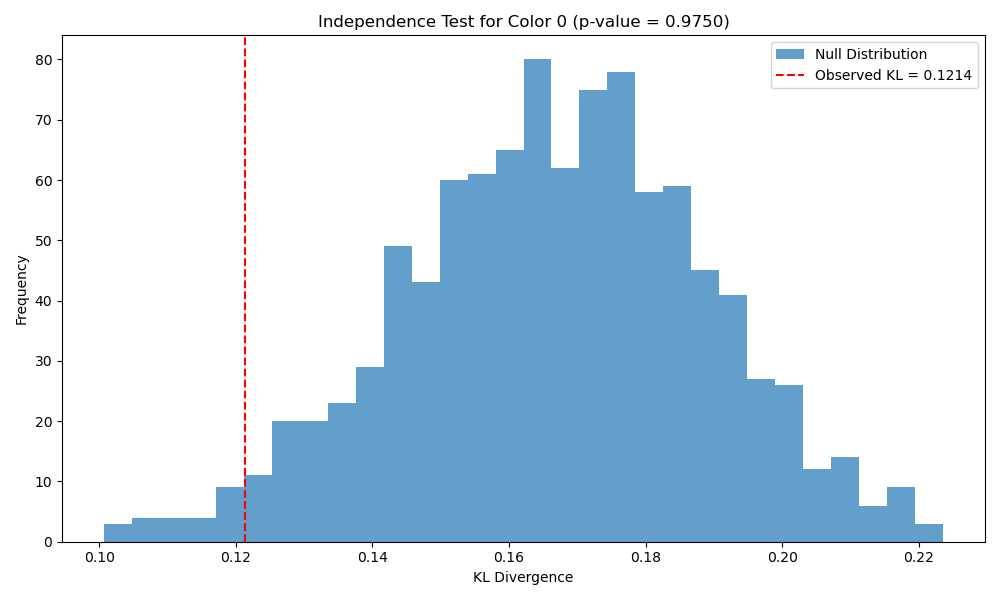 Independence Test for Color 0 (p-value = 0.9750)
Null Distribution
Observed KL = 0.1214
Frequency
80
70
60
50
40
30
20
10
0
0.10 0.12 0.14 0.16 0.18 0.20 0.22
KL Divergence